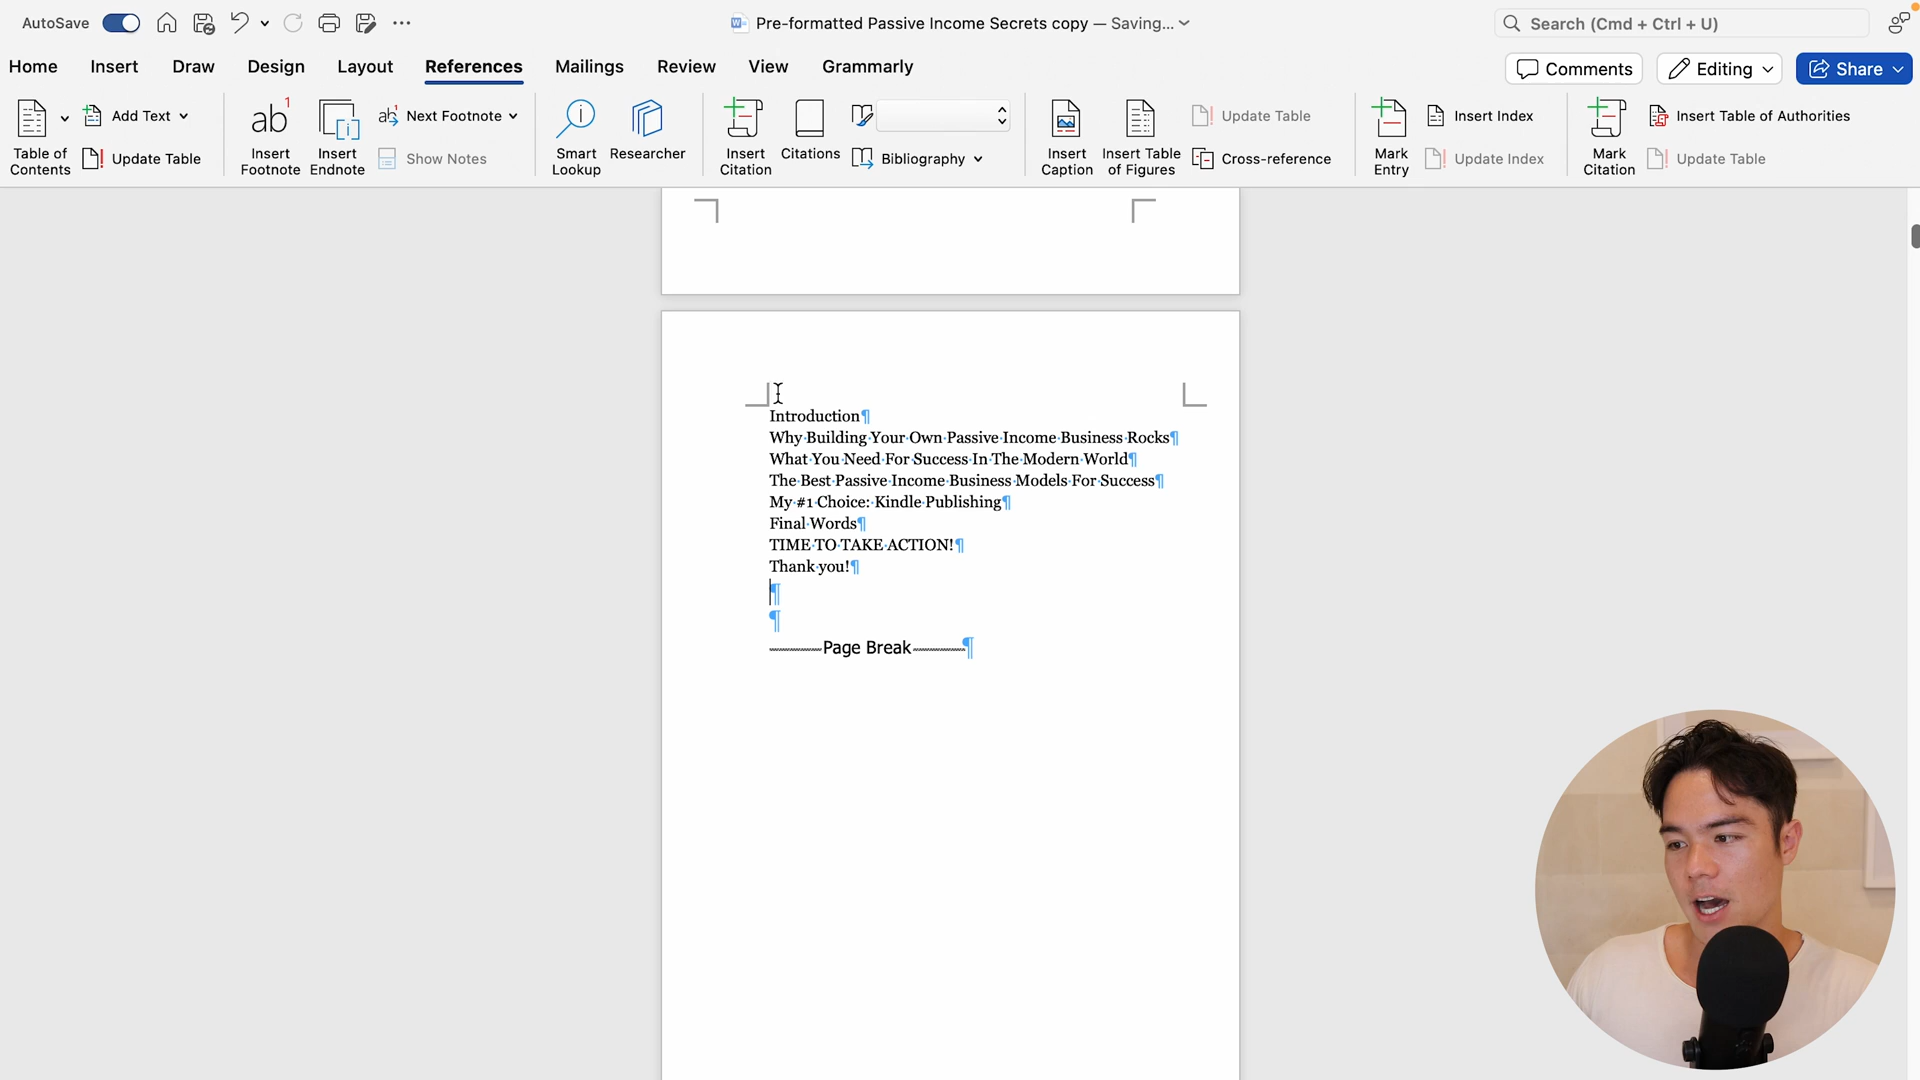 AutoSave
Pre-formatted Passive Income Secrets copy — Saving...
Search (Cmd + Ctrl + U)
Home Insert Draw Design Layout References Mailings Review View Grammarly
Comments Editing Share
Table of Contents
Add Text
Update Table
ab1
Insert Footnote
Insert Endnote
ab1 Next Footnote
Show Notes
Smart Lookup
Researcher
Insert Citation
Citations
Bibliography
Insert Caption
Insert Table of Figures
Update Table
Cross-reference
Mark Entry
Insert Index
Update Index
Mark Citation
Insert Table of Authorities
Update Table
Introduction¶
Why·Building·Your·Own·Passive·Income·Business·Rocks¶
What·You·Need·For·Success·In·The·Modern·World¶
The·Best·Passive·Income·Business·Models·For·Success¶
My·#1·Choice:·Kindle·Publishing¶
Final·Words¶
TIME·TO·TAKE·ACTION!¶
Thank·you!¶
¶
¶
Page Break¶